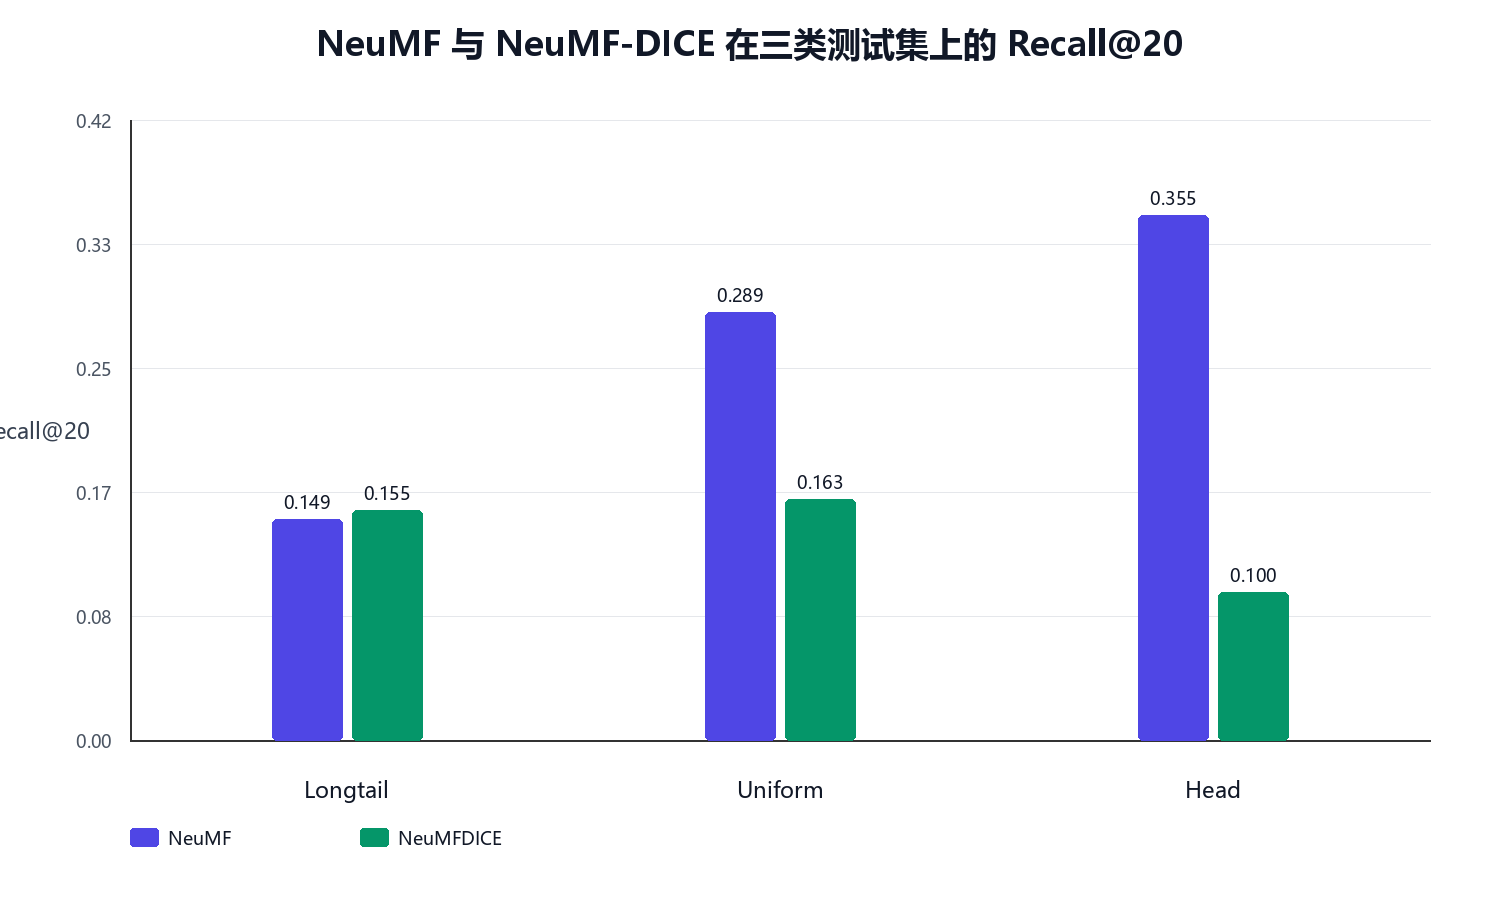 NeuMF 与 NeuMF-DICE 在三类测试集上的 Recall@20
0.42
0.33
0.25
0.17
0.08
0.00
ecall@20
0.149
0.155
0.289
0.163
0.355
0.100
Longtail
Uniform
Head
NeuMF
NeuMFDICE